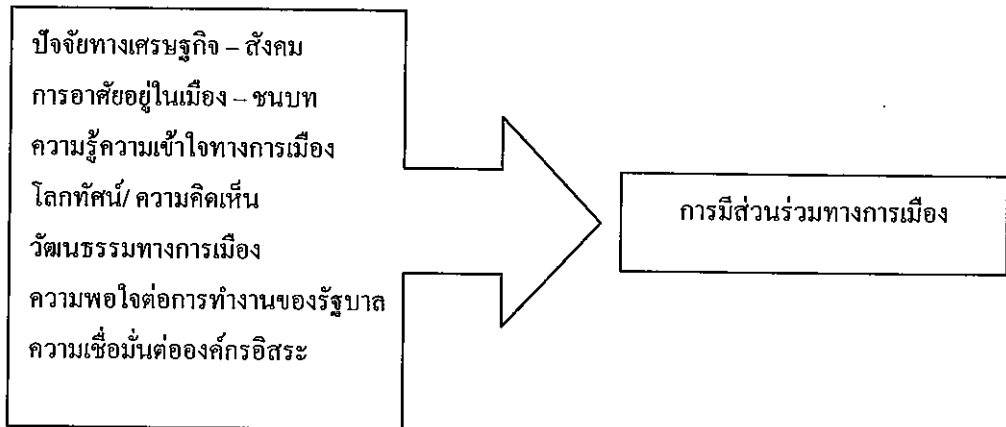 ปัจจัยทางเศรษฐกิจ – สังคม
การอาศัยอยู่ในเมือง – ชนบท
ความรู้ความเข้าใจทางการเมือง
โลกทัศน์/ ความคิดเห็น
วัฒนธรรมทางการเมือง
ความพอใจต่อการทำงานของรัฐบาล
ความเชื่อมั่นต่อองค์กรอิสระ
การมีส่วนร่วมทางการเมือง